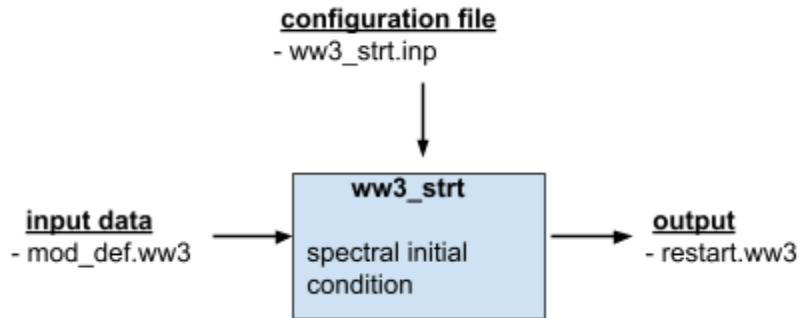 configuration file
- ww3_strt.inp
ww3_strt
input data
- mod_def.ww3
spectral initial
condition
output
- restart.ww3